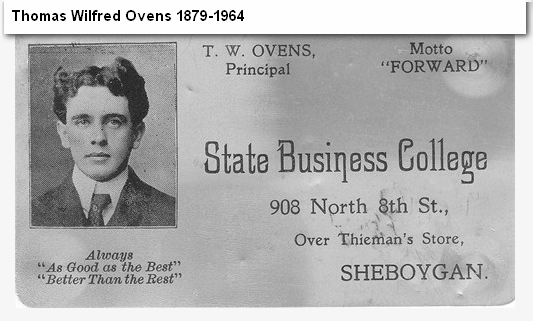 Thomas Wilfred Ovens 1879-1964
T. W. OVENS,
Principal
Motto
"FORWARD"
State Business College
908 North 8th St.,
Over Thieman's Store,
SHEBOYGAN.
Always
"As Good as the Best"
"Better Than the Rest"